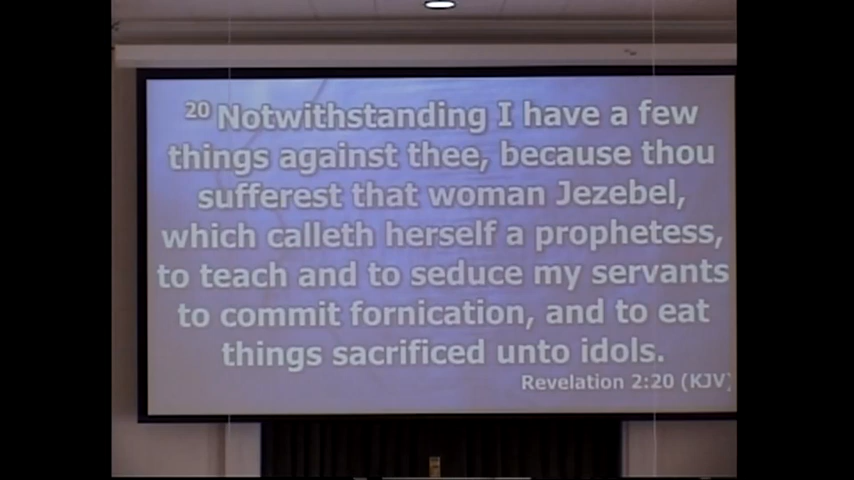 20 Notwithstanding I have a few
things against thee, because thou
sufferest that woman Jezebel,
which calleth herself a prophetess,
to teach and to seduce my servants
to commit fornication, and to eat
things sacrificed unto idols.
Revelation 2:20 (KJV)